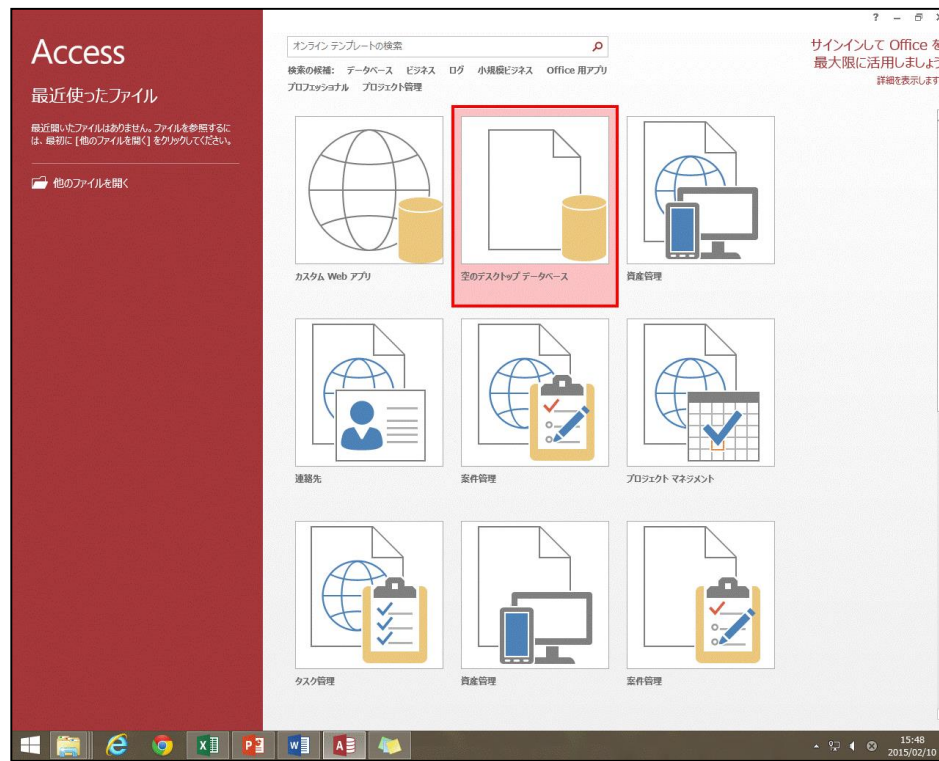 Access
最近使ったファイル
最近開いたファイルはありません。ファイルを参照するに
は、最初に [他のファイルを開く] をクリックしてください。
他のファイルを開く
オンライン テンプレートの検索
検索の候補: データベース ビジネス ログ 小規模ビジネス Office 用アプリ
プロフェッショナル プロジェクト管理
?
サインインして Office を
最大限に活用しましょう
詳細を表示します
カスタム Web アプリ
空のデスクトップ データベース
資産管理
連絡先
案件管理
プロジェクト マネジメント
タスク管理
資産管理
案件管理
15:48
2015/02/10